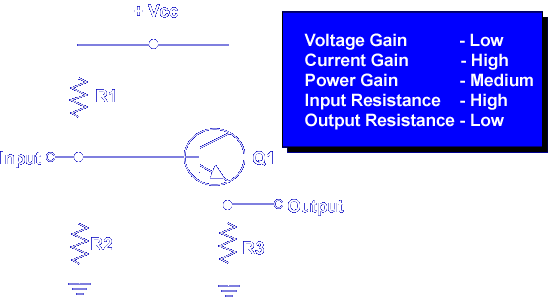 + Vcc
R1
Input
Q1
Output
R2
R3
Voltage Gain - Low
Current Gain - High
Power Gain - Medium
Input Resistance - High
Output Resistance - Low